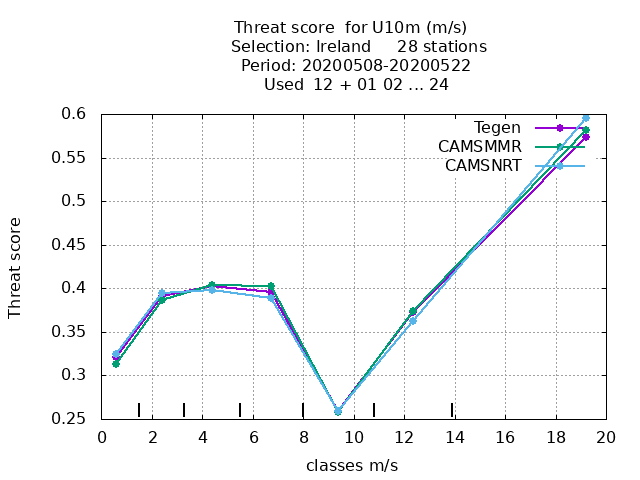 Threat score  for U10m (m/s)
Selection: Ireland     28 stations
Period: 20200508-20200522
Used  12 + 01 02 ... 24
Threat score
0.6
0.55
0.5
0.45
0.4
0.35
0.3
0.25
Tegen
CAMSMMR
CAMSNRT
0 2 4 6 8 10 12 14 16 18 20
classes m/s